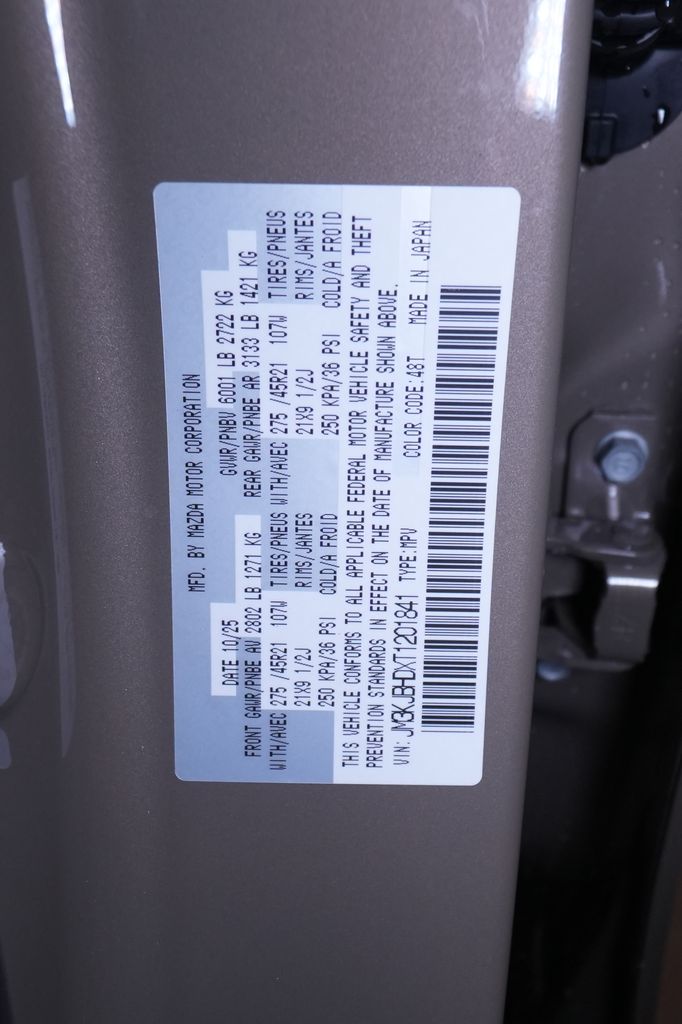 MFD. BY MAZDA MOTOR CORPORATION
DATE 10/25 GVWR/PNBV 6001 LB 2722 KG
FRONT GAWR/PNBE AU 2802 LB 1271 KG REAR GAWR/PNBE AR 3133 LB 1421 KG
WITH/AVEC 275 /45R21 107W TIRES/PNEUS WITH/AVEC 275 /45R21 107W TIRES/PNEUS
21X9 1/2J RIMS/JANTES 21X9 1/2J RIMS/JANTES
250 KPA/36 PSI COLD/A FROID 250 KPA/36 PSI COLD/A FROID
THIS VEHICLE CONFORMS TO ALL APPLICABLE FEDERAL MOTOR VEHICLE SAFETY AND THEFT
PREVENTION STANDARDS IN EFFECT ON THE DATE OF MANUFACTURE SHOWN ABOVE.
VIN: JM3KJBHDXT1201841 TYPE:MPV COLOR CODE:48T MADE IN JAPAN